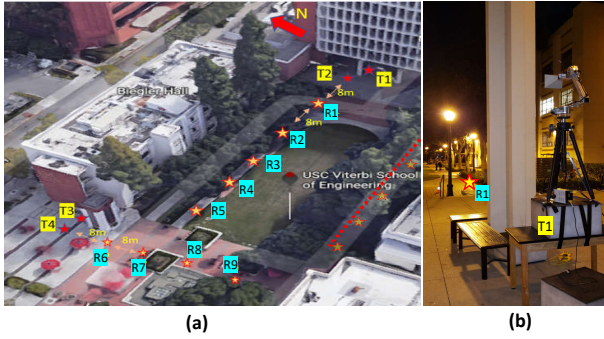 N
T2
T1
8m
Biegler Hall
R1
8m
R2
R3
USC Viterbi School
of Engineering
R4
R5
T3
T4
8m
8m
R6
R7
R8
R9
R1
T1
(a)
(b)